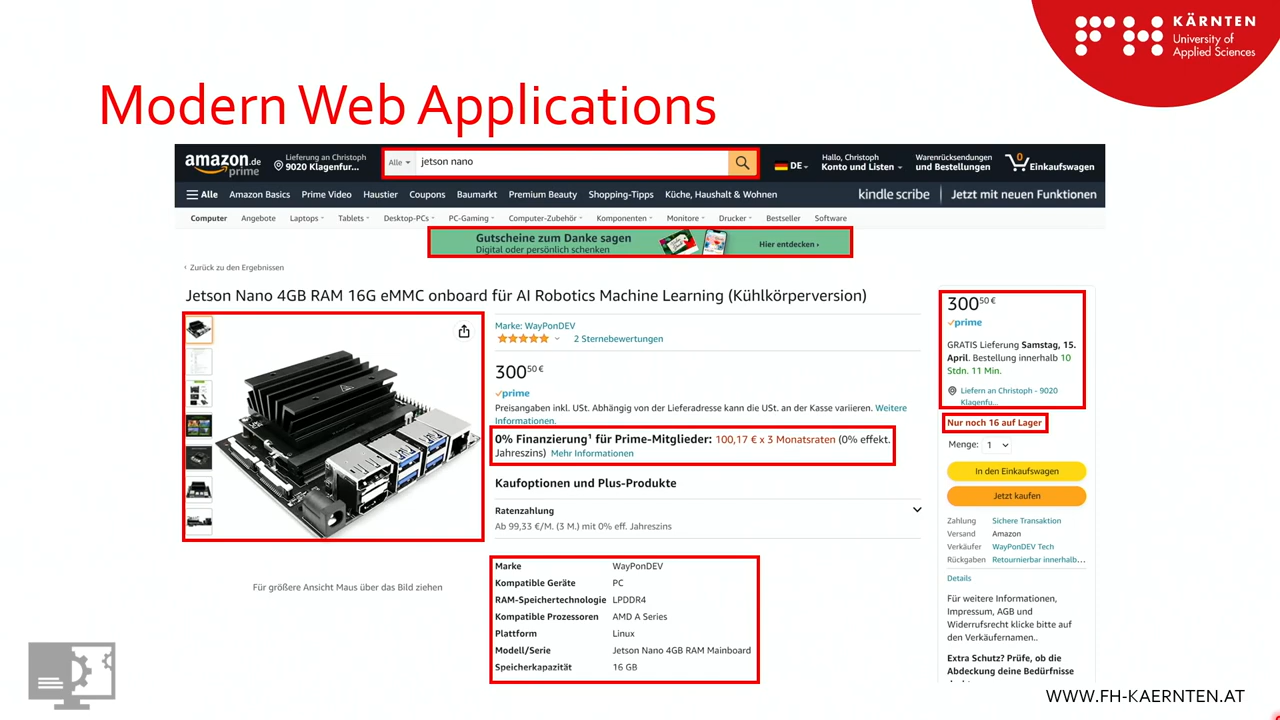 KÄRNTEN
University of
Applied Sciences
Modern Web Applications
amazon.de
prime
Lieferung an Christoph
9020 Klagenfur...
Alle
jetson nano
DE
Hallo, Christoph
Konto und Listen
Warenrücksendungen
und Bestellungen
0
Einkaufswagen
Alle
Amazon Basics
Prime Video
Haustier
Coupons
Baumarkt
Premium Beauty
Shopping-Tipps
Küche, Haushalt & Wohnen
kindle scribe
Jetzt mit neuen Funktionen
Computer
Angebote
Laptops
Tablets
Desktop-PCs
PC-Gaming
Computer-Zubehör
Komponenten
Monitore
Drucker
Bestseller
Software
Gutscheine zum Danke sagen
Digital oder persönlich schenken
Hier entdecken ›
‹ Zurück zu den Ergebnissen
Jetson Nano 4GB RAM 16G eMMC onboard für AI Robotics Machine Learning (Kühlkörperversion)
Für größere Ansicht Maus über das Bild ziehen
Marke: WayPonDEV
2 Sternebewertungen
300 50 €
prime
Preisangaben inkl. USt. Abhängig von der Lieferadresse kann die USt. an der Kasse variieren. Weitere
Informationen.
0% Finanzierung¹ für Prime-Mitglieder: 100,17 € x 3 Monatsraten (0% effekt.
Jahreszins) Mehr Informationen
Kaufoptionen und Plus-Produkte
Ratenzahlung
Ab 99,33 €/M. (3 M.) mit 0% eff. Jahreszins
Marke WayPonDEV
Kompatible Geräte PC
RAM-Speichertechnologie LPDDR4
Kompatible Prozessoren AMD A Series
Plattform Linux
Modell/Serie Jetson Nano 4GB RAM Mainboard
Speicherkapazität 16 GB
300 50 €
prime
GRATIS Lieferung Samstag, 15.
April. Bestellung innerhalb 10
Stdn. 11 Min.
Liefern an Christoph - 9020
Klagenfu...
Nur noch 16 auf Lager
Menge: 1
In den Einkaufswagen
Jetzt kaufen
Zahlung Sichere Transaktion
Versand Amazon
Verkäufer WayPonDEV Tech
Rückgaben Retournierbar innerhalb...
Details
Für weitere Informationen,
Impressum, AGB und
Widerrufsrecht klicke bitte auf
den Verkäufernamen..
Extra Schutz? Prüfe, ob die
Abdeckung deine Bedürfnisse
WWW.FH-KAERNTEN.AT